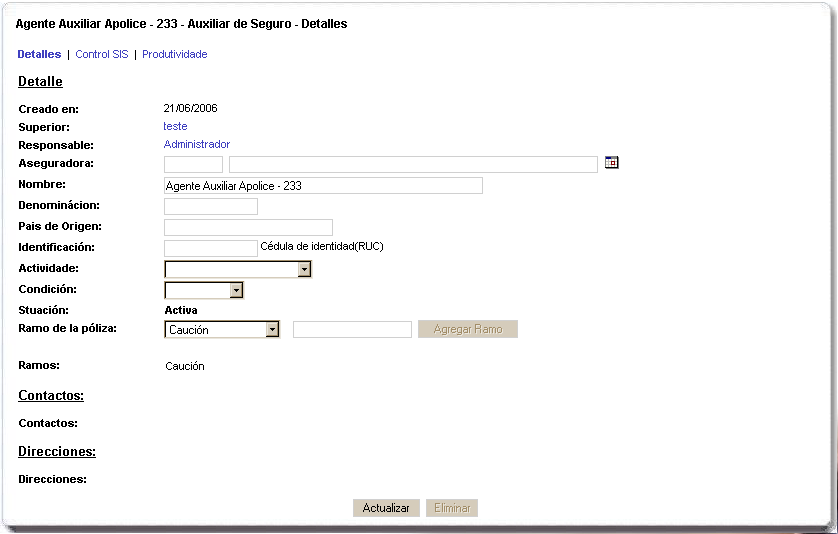 Agente Auxiliar Apolice - 233 - Auxiliar de Seguro - Detalles
Detalles | Control SIS | Produtividade
Detalle
Creado en: 21/06/2006
Superior: teste
Responsable: Administrador
Aseguradora:
Nombre: Agente Auxiliar Apolice - 233
Denominácion:
Pais de Origen:
Identificación: Cédula de identidad(RUC)
Actividade:
Condición:
Stuación: Activa
Ramo de la póliza: Caución Agregar Ramo
Ramos: Caución
Contactos:
Contactos:
Direcciones:
Direcciones:
Actualizar Eliminar